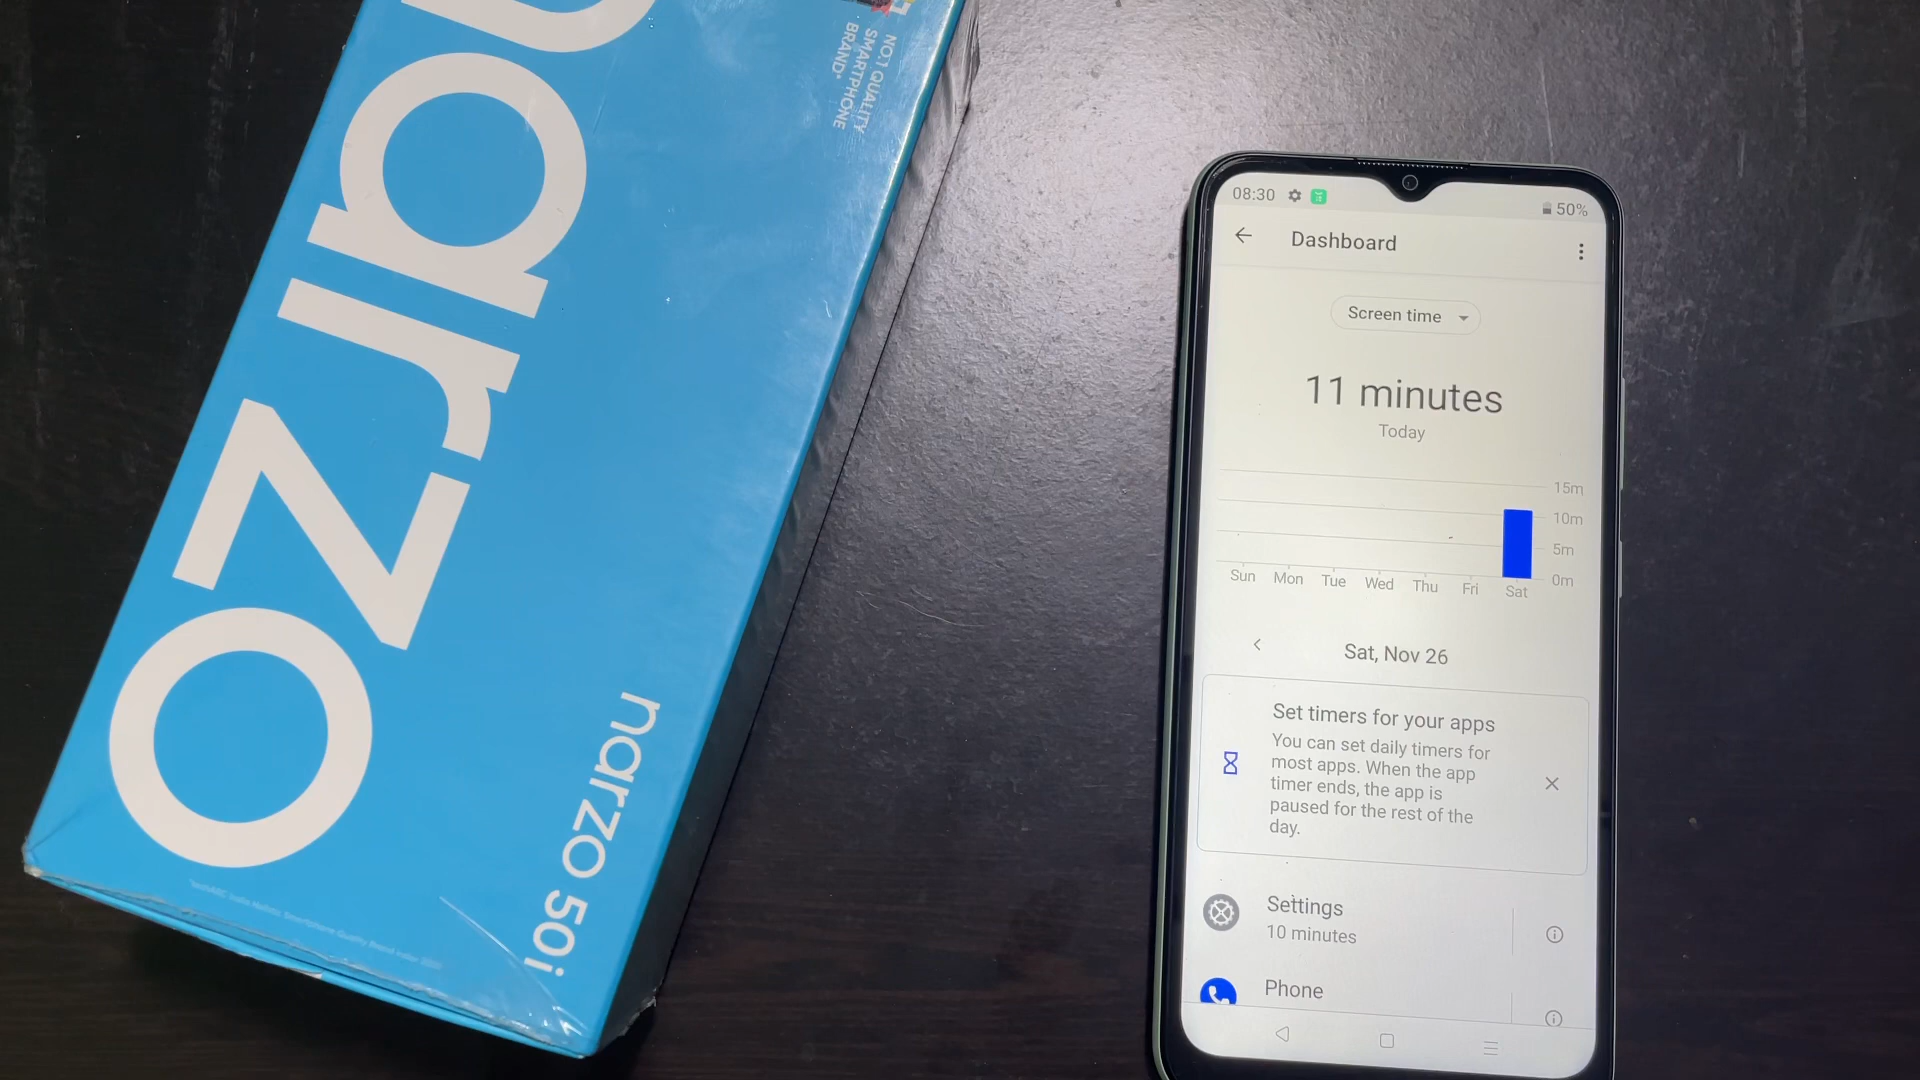 narzo
NO.1 QUALITY
SMARTPHONE
BRAND*
narzo 50i
08:30
50%
Dashboard
Screen time
11 minutes
Today
15m
10m
5m
0m
Sun Mon Tue Wed Thu Fri Sat
Sat, Nov 26
Set timers for your apps
You can set daily timers for
most apps. When the app
timer ends, the app is
paused for the rest of the
day.
Settings
10 minutes
Phone